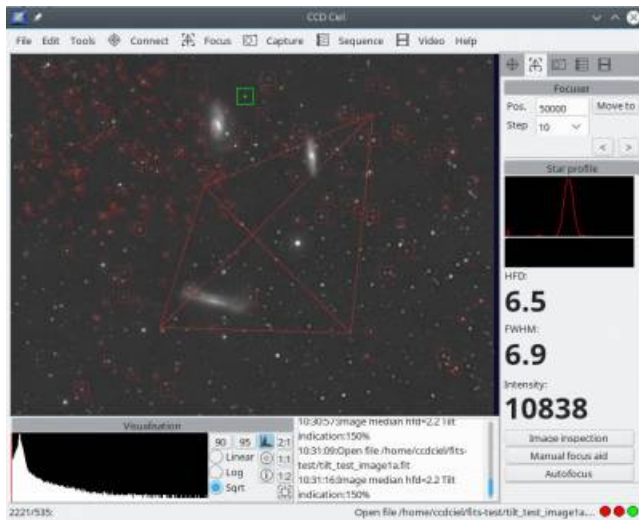 CCD Ciel
File Edit Tools Connect Focus Capture Sequence Video Help
Focuser
Pos. 50000 Move to
Step 10
< >
Star profile
HFD:
6.5
FWHM:
6.9
Intensity:
10838
Image inspection
Manual focus aid
Autofocus
Visualisation
90 95 2:1
Linear 1:1
Log 1:2
Sqrt
10:30:57:Image median hfd=2.2 Tilt
indication:150%
10:31:09:Open file /home/ccdciel/fits-
test/tilt_test_image1a.fit
10:31:16:Image median hfd=2.2 Tilt
indication:150%
2221/535: Open file /home/ccdciel/fits-test/tilt_test_image1a....